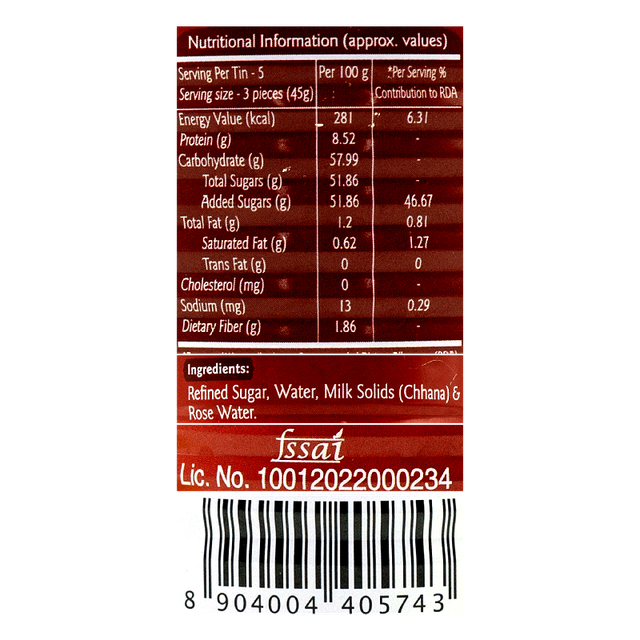 Nutritional Information (approx. values)
Serving Per Tin - 5 Per 100 g *Per Serving %
Serving size - 3 pieces (45g) Contribution to RDA
Energy Value (kcal) 281 6.31
Protein (g) 8.52 -
Carbohydrate (g) 57.99 -
Total Sugars (g) 51.86 -
Added Sugars (g) 51.86 46.67
Total Fat (g) 1.2 0.81
Saturated Fat (g) 0.62 1.27
Trans Fat (g) 0 0
Cholesterol (mg) 0 -
Sodium (mg) 13 0.29
Dietary Fiber (g) 1.86 -
Ingredients:
Refined Sugar, Water, Milk Solids (Chhana) &
Rose Water.
fssai
Lic. No. 10012022000234
8 904004 405743